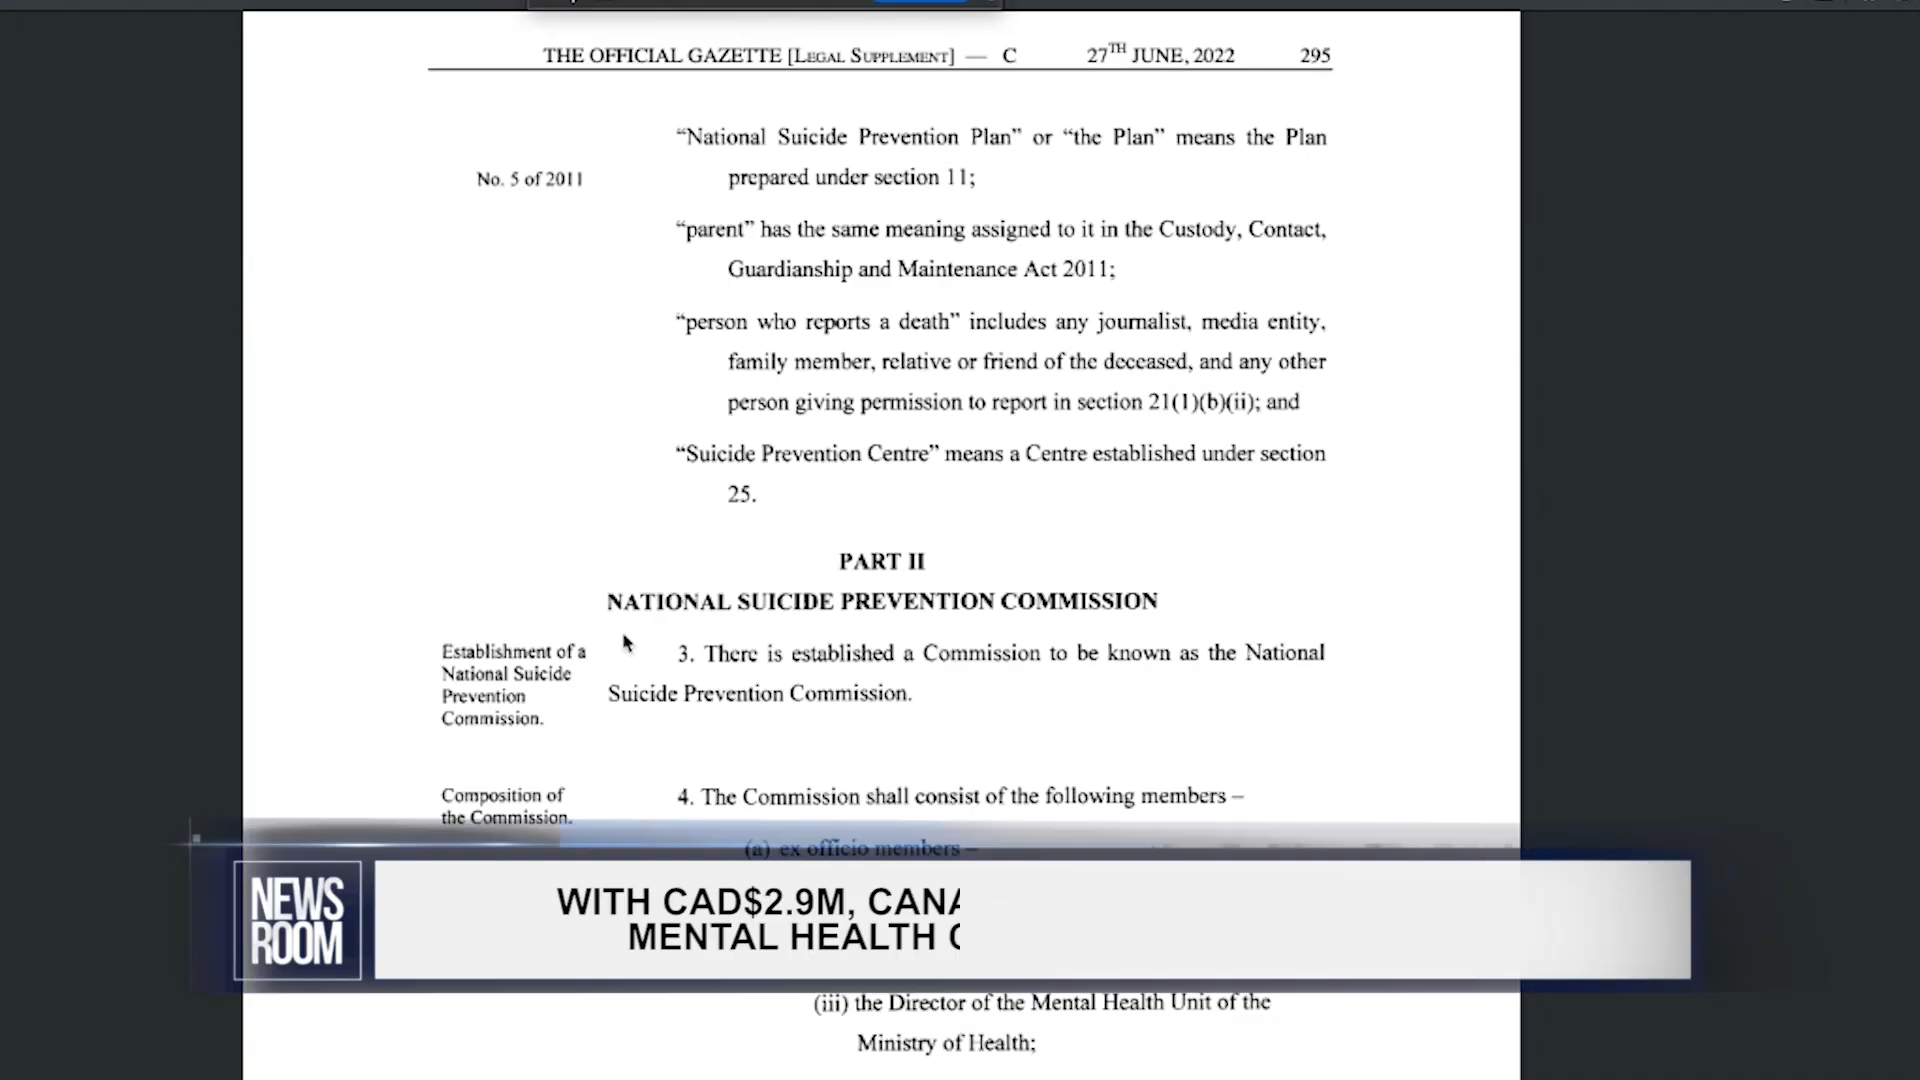 THE OFFICIAL GAZETTE [LEGAL SUPPLEMENT] — C 27TH JUNE, 2022 295
“National Suicide Prevention Plan” or “the Plan” means the Plan
No. 5 of 2011
prepared under section 11;
“parent” has the same meaning assigned to it in the Custody, Contact,
Guardianship and Maintenance Act 2011;
“person who reports a death” includes any journalist, media entity,
family member, relative or friend of the deceased, and any other
person giving permission to report in section 21(1)(b)(ii); and
“Suicide Prevention Centre” means a Centre established under section
25.
PART II
NATIONAL SUICIDE PREVENTION COMMISSION
Establishment of a
National Suicide
Prevention
Commission.
3. There is established a Commission to be known as the National
Suicide Prevention Commission.
Composition of
the Commission.
4. The Commission shall consist of the following members –
(a) ex officio members –
NEWS
ROOM
WITH CAD$2.9M,
MENTAL HEALTH
(iii) the Director of the Mental Health Unit of the
Ministry of Health;